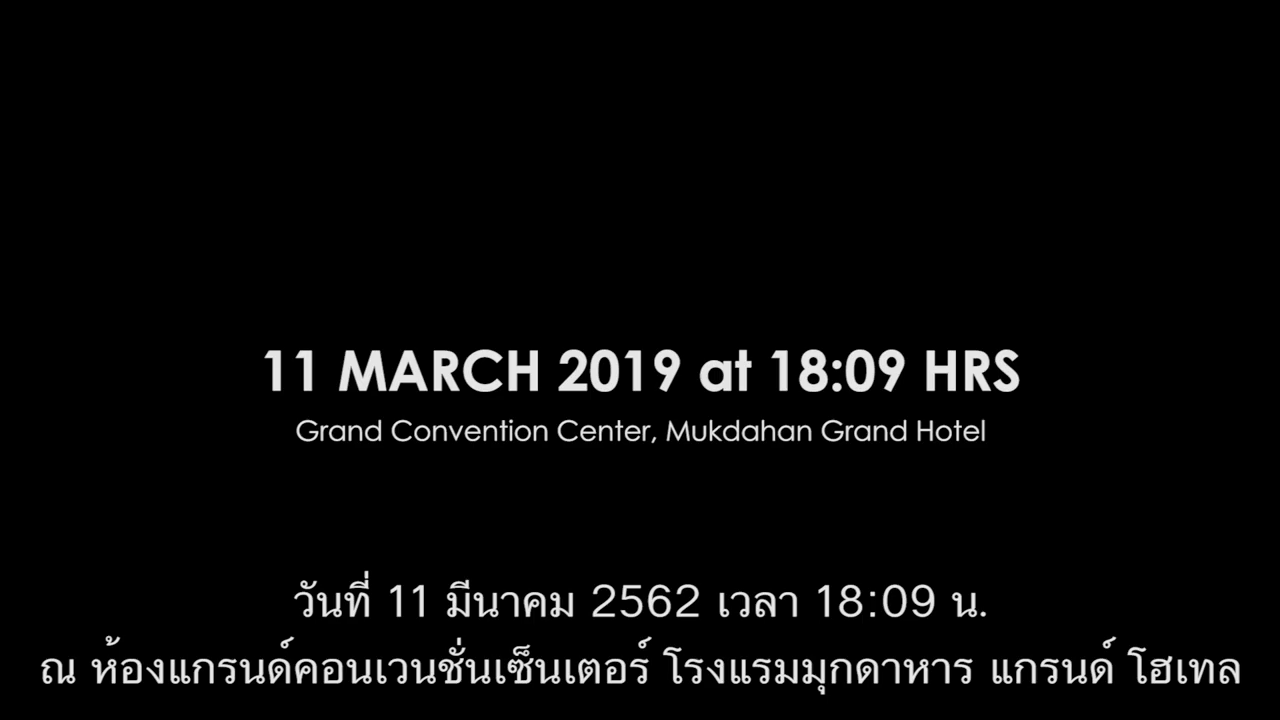 11 MARCH 2019 at 18:09 HRS
Grand Convention Center, Mukdahan Grand Hotel
วันที่ 11 มีนาคม 2562 เวลา 18:09 น.
ณ ห้องแกรนด์คอนเวนชั่นเซ็นเตอร์ โรงแรมมุกดาหาร แกรนด์ โฮเทล